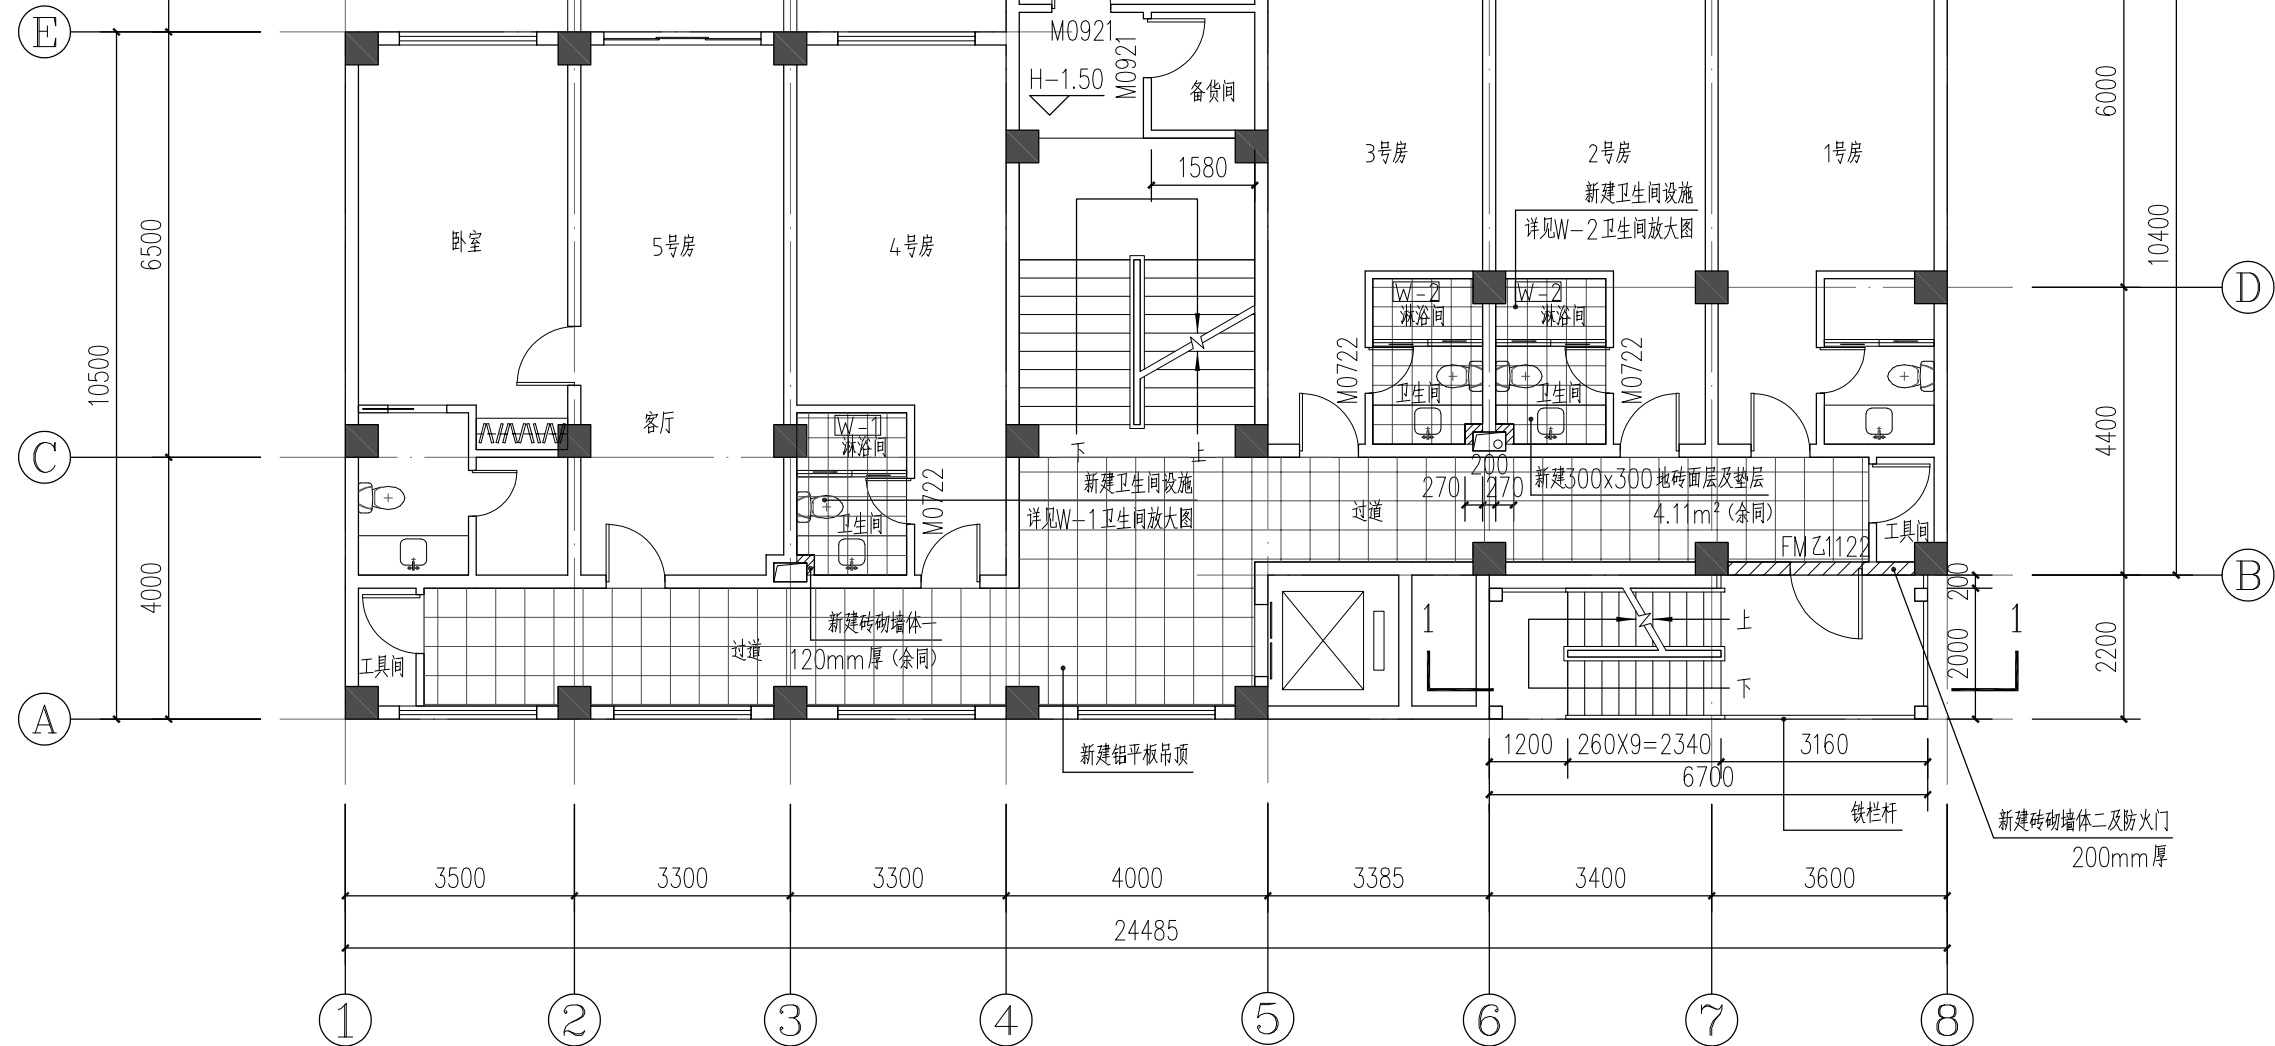 E
M0921
M0921
H-1.50
备货间
6000
3号房
2号房
1号房
1580
新建卫生间设施
详见W-2卫生间放大图
6500
卧室
5号房
4号房
10400
D
W-2
W-2
淋浴间
淋浴间
10500
M0722
M0722
卫生间
卫生间
客厅
W-1
淋浴间
4400
C
下
上
200
新建卫生间设施
M0722
270
270
新建300x300地砖面层及垫层
详见W-1卫生间放大图
卫生间
过道
4.11m²(余同)
工具间
FM乙1122
4000
200
B
新建砖砌墙体一
1
上
1
过道
120mm厚(余同)
工具间
2000
2200
下
A
新建铝平板吊顶
1200
260X9=2340
3160
6700
铁栏杆
新建砖砌墙体二及防火门
200mm厚
3500
3300
3300
4000
3385
3400
3600
24485
1
2
3
4
5
6
7
8